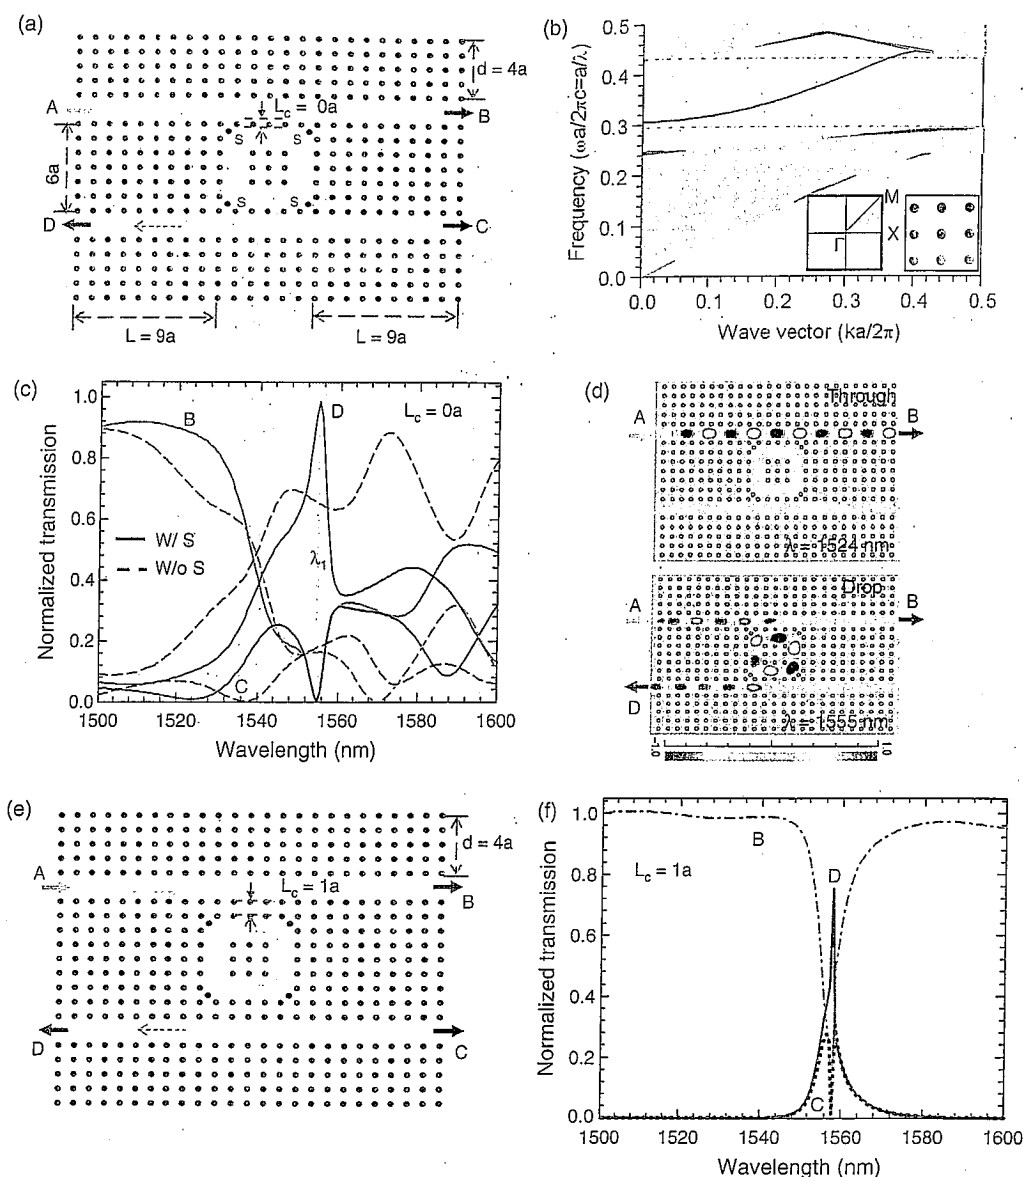 (a)
d = 4a
A
L_c = 0a
B
S S
6a
S S
D
C
L = 9a
L = 9a
(b)
Frequency (ωa/2πc=a/λ)
0.5
0.4
0.3
0.2
0.1
0.0
M
X
Γ
0.0 0.1 0.2 0.3 0.4 0.5
Wave vector (ka/2π)
(c)
Normalized transmission
1.0
0.8
0.6
0.4
0.2
0.0
B
D
L_c = 0a
W/ S
W/o S
λ₁
C
1500 1520 1540 1560 1580 1600
Wavelength (nm)
(d)
Through
A
B
λ = 1524 nm
Drop
A
B
D
λ = 1555 nm
1.0
(e)
d = 4a
A
L_c = 1a
B
D
C
(f)
Normalized transmission
1.0
0.8
0.6
0.4
0.2
0.0
B
D
L_c = 1a
C
1500 1520 1540 1560 1580 1600
Wavelength (nm)